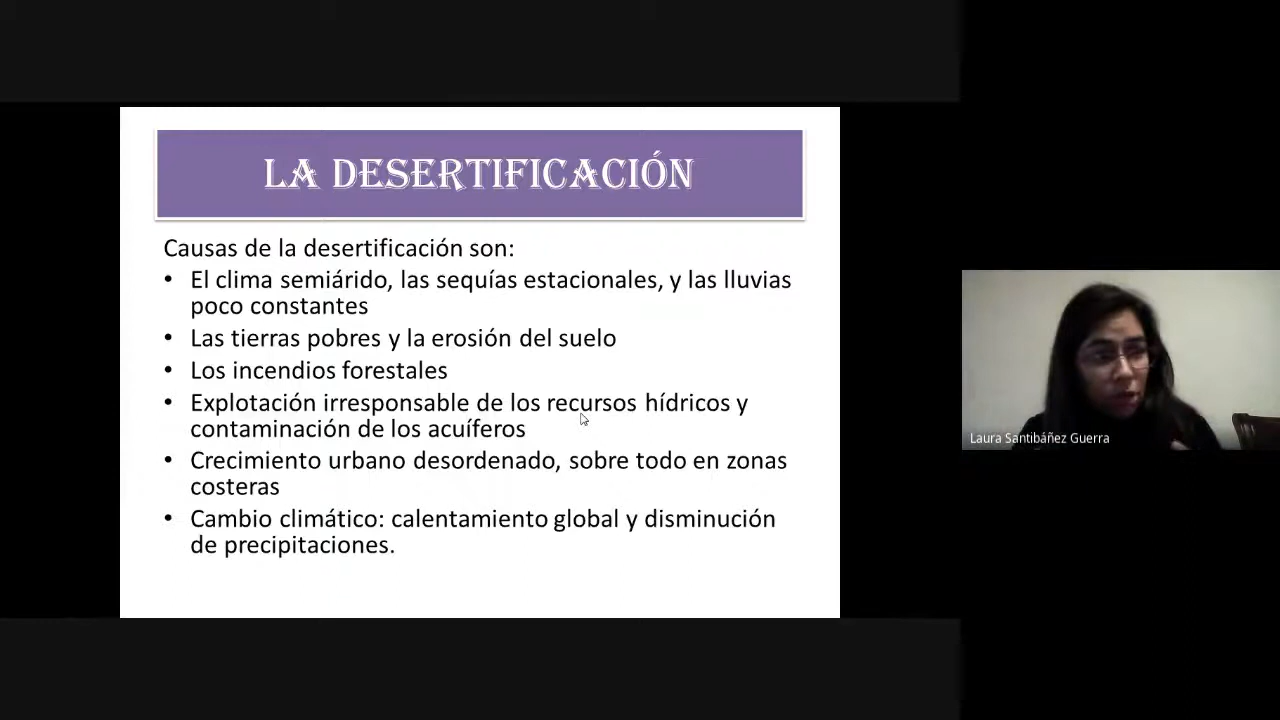 LA DESERTIFICACIÓN
Causas de la desertificación son:
• El clima semiárido, las sequías estacionales, y las lluvias
poco constantes
• Las tierras pobres y la erosión del suelo
• Los incendios forestales
• Explotación irresponsable de los recursos hídricos y
contaminación de los acuíferos
• Crecimiento urbano desordenado, sobre todo en zonas
costeras
• Cambio climático: calentamiento global y disminución
de precipitaciones.
Laura Santibáñez Guerra